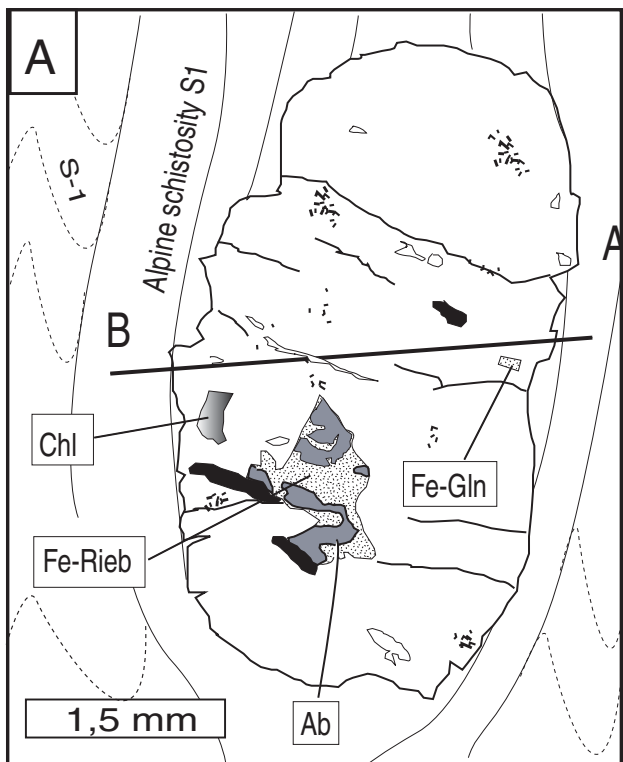 A
S-1
Alpine schistosity S1
A
B
Chl
Fe-Gln
Fe-Rieb
Ab
1,5 mm